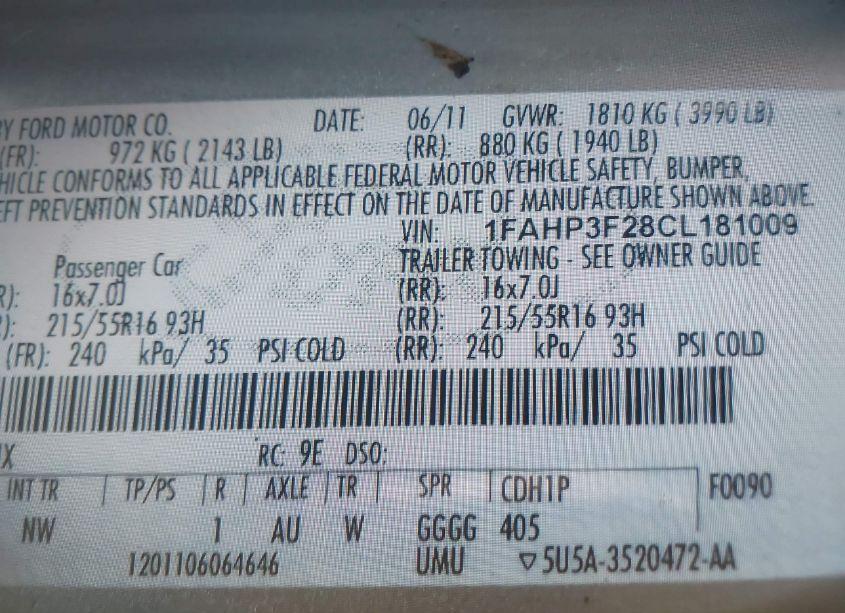 BY FORD MOTOR CO. DATE: 06/11 GVWR: 1810 KG ( 3990 LB)
(FR): 972 KG ( 2143 LB) (RR): 880 KG ( 1940 LB)
HICLE CONFORMS TO ALL APPLICABLE FEDERAL MOTOR VEHICLE SAFETY, BUMPER,
EFT PREVENTION STANDARDS IN EFFECT ON THE DATE OF MANUFACTURE SHOWN ABOVE.
VIN: 1FAHP3F28CL181009
Passenger Car TRAILER TOWING - SEE OWNER GUIDE
R): 16x7.0J (RR): 16x7.0J
R): 215/55R16 93H (RR): 215/55R16 93H
(FR): 240 kPa/ 35 PSI COLD (RR): 240 kPa/ 35 PSI COLD
UX RC: 9E DSO:
INT TR TP/PS R AXLE TR SPR CDH1P F0090
NW 1 AU W GGGG 405
1201106064646 UMU ▽5U5A-3520472-AA